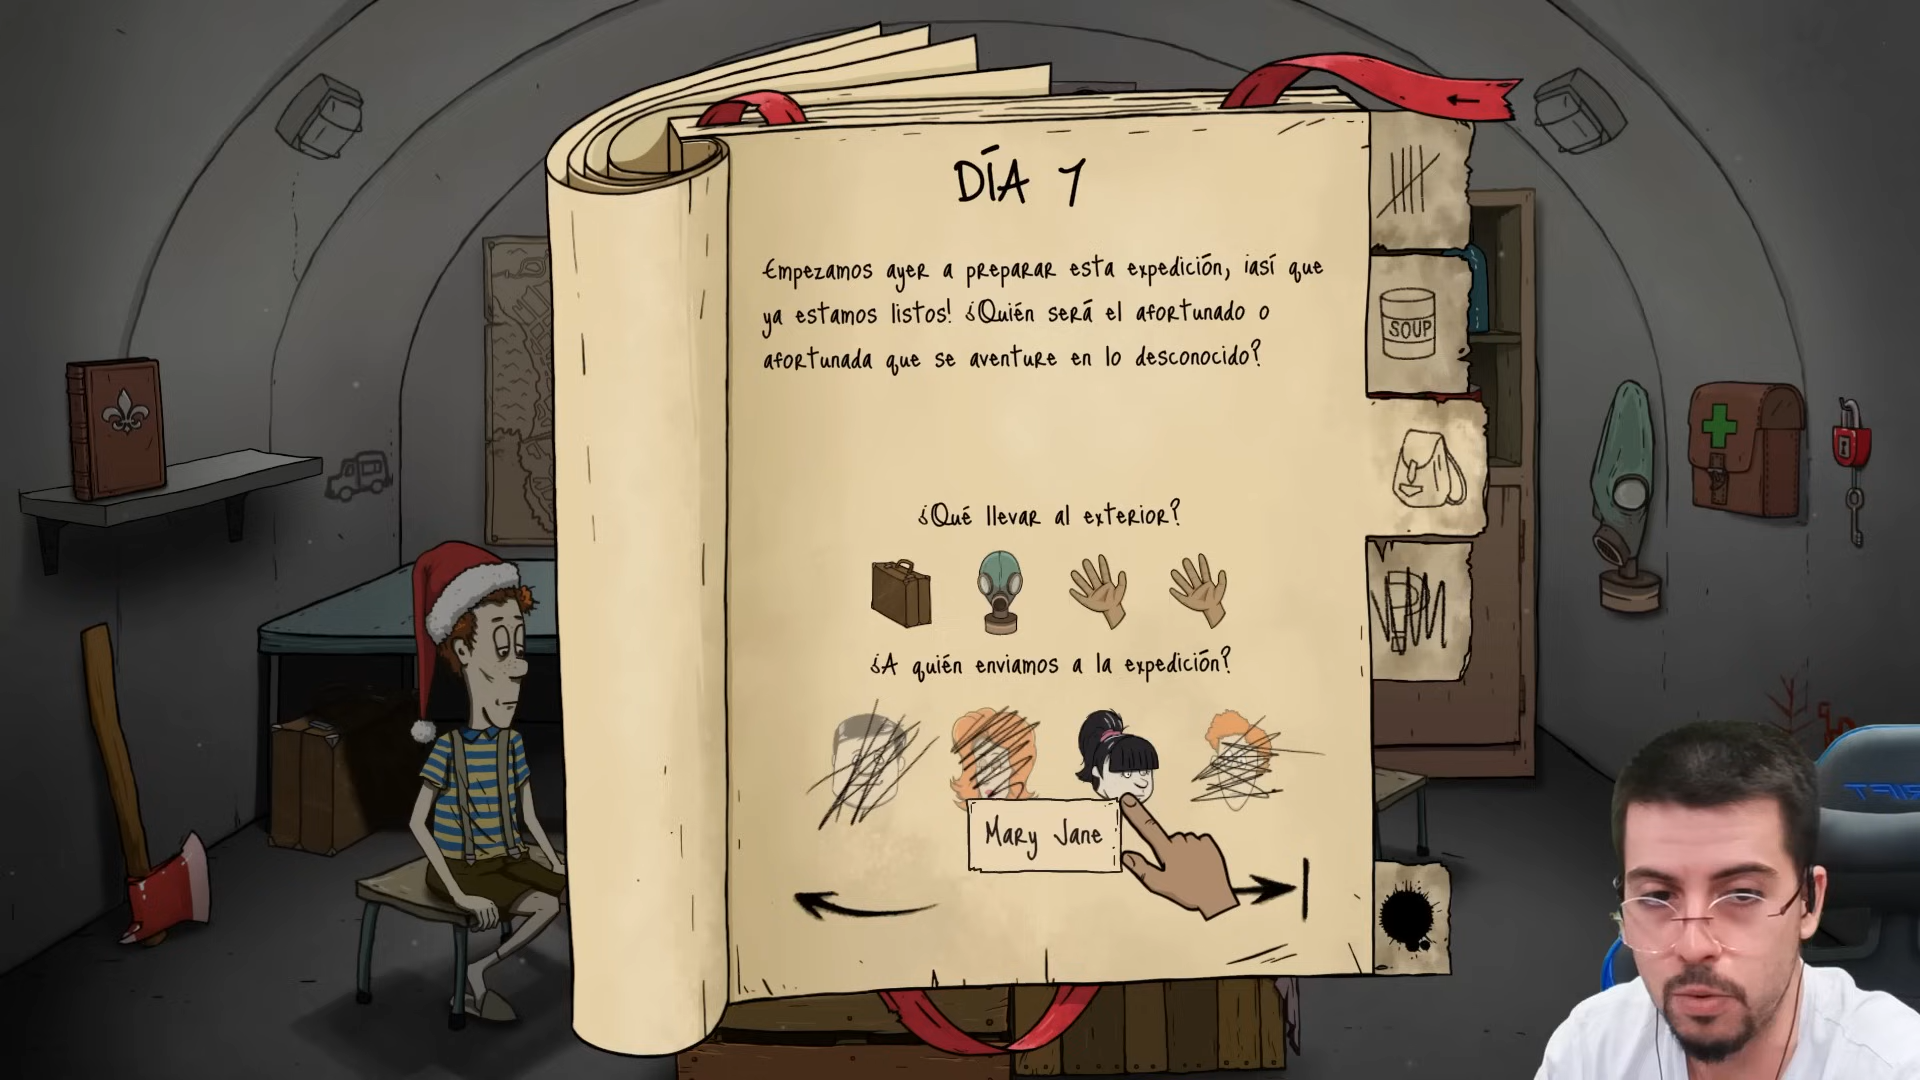 DÍA 7
Empezamos ayer a preparar esta expedición, ¡así que
ya estamos listos! ¿Quién será el afortunado o
afortunada que se aventure en lo desconocido?
SOUP
¿Qué llevar al exterior?
¿A quién enviamos a la expedición?
Mary Jane